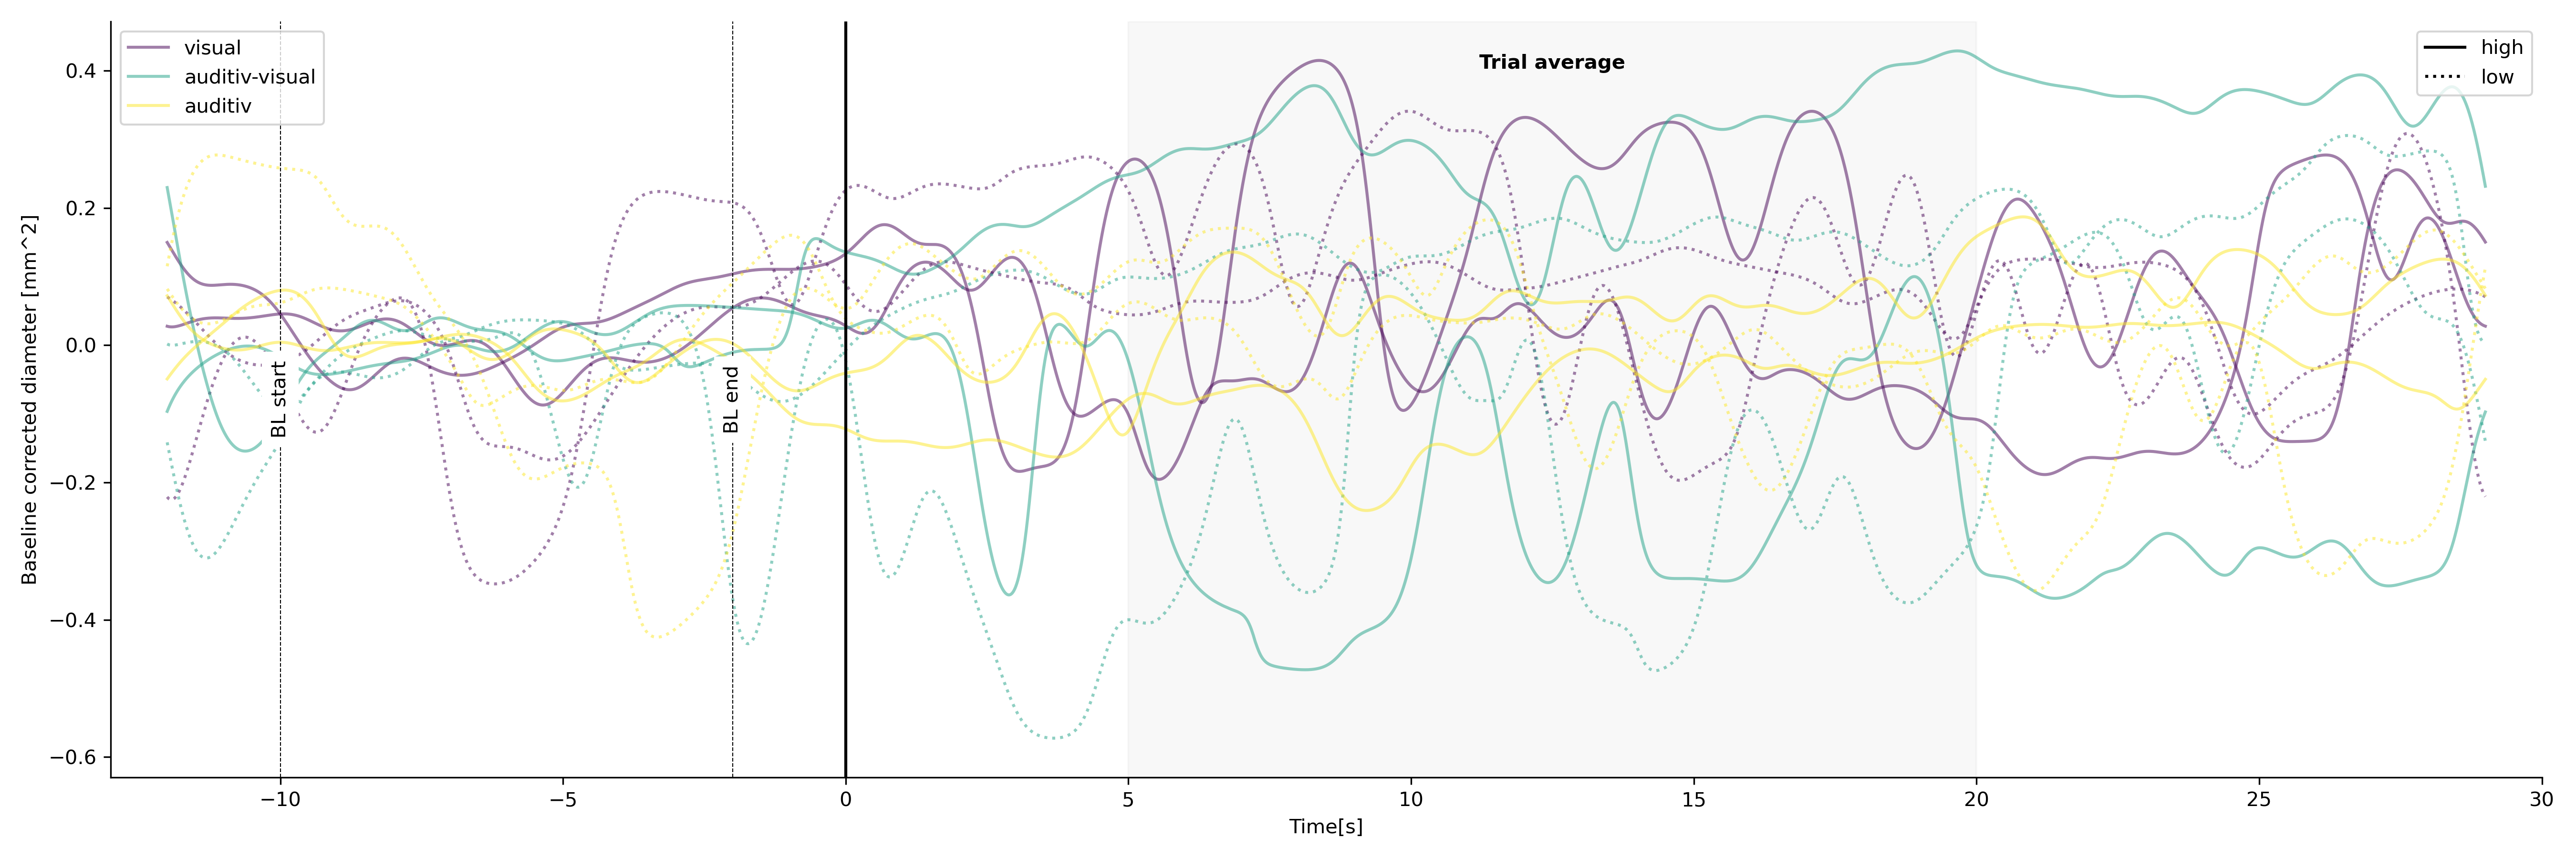 visual
auditiv-visual
auditiv
high
low
Trial average
BL start
BL end
Baseline corrected diameter [mm^2]
0.4
0.2
0.0
−0.2
−0.4
−0.6
−10
−5
0
5
10
15
20
25
30
Time[s]